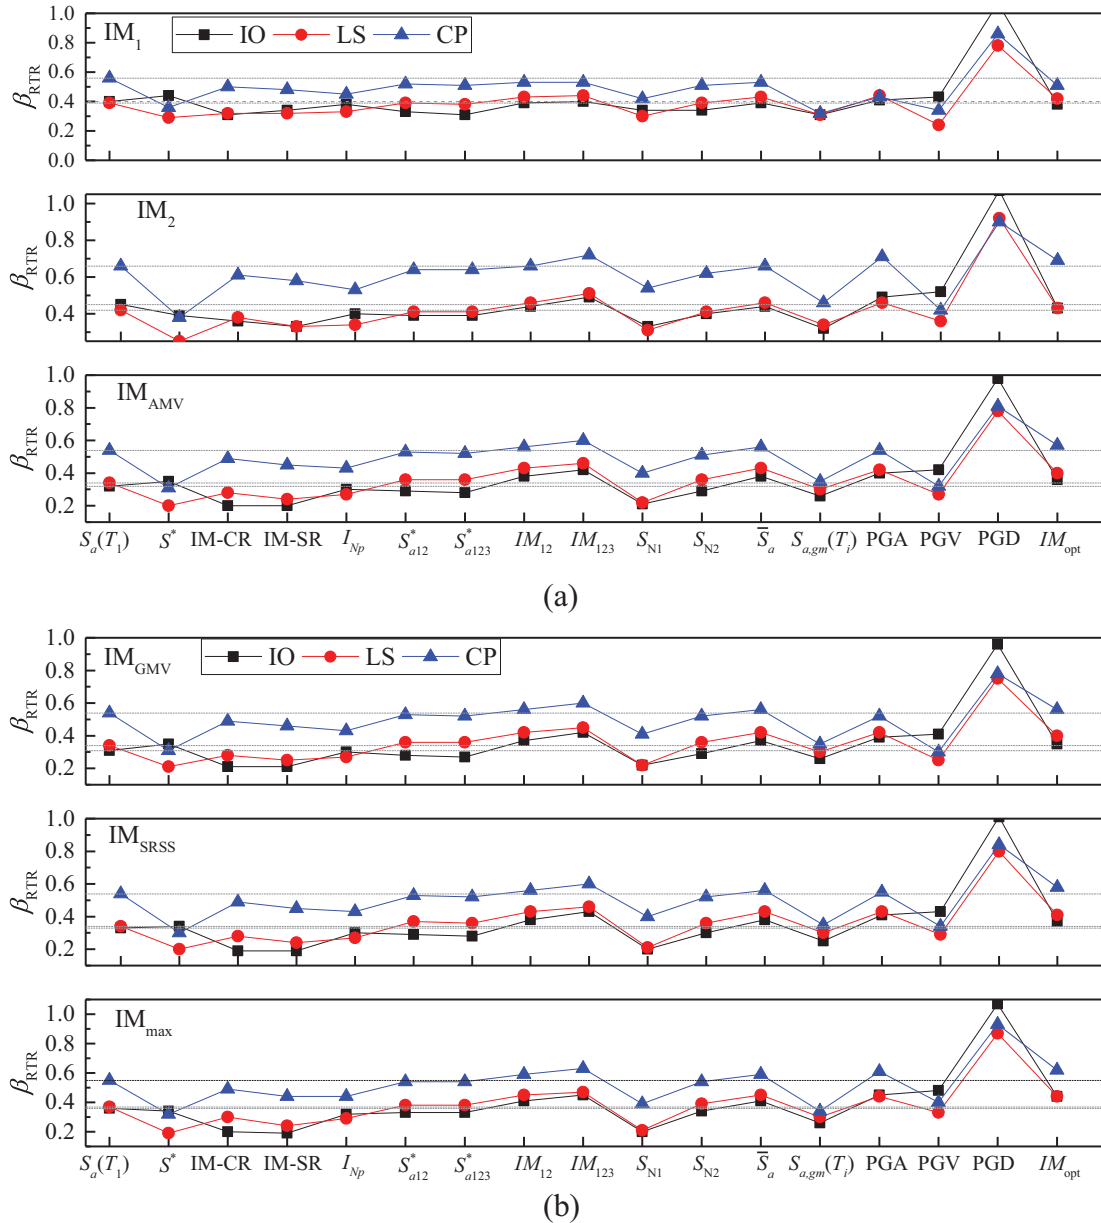 IM1 IO LS CP
βRTR
1.0
0.8
0.6
0.4
0.2
0.0
IM2
βRTR
1.0
0.8
0.6
0.4
IMAMV
βRTR
1.0
0.8
0.6
0.4
0.2
Sa(T1) S* IM-CR IM-SR INp S*a12 S*a123 IM12 IM123 SN1 SN2 S̅a Sa,gm(Ti) PGA PGV PGD IMopt
(a)
IMGMV IO LS CP
βRTR
1.0
0.8
0.6
0.4
0.2
IMSRSS
βRTR
1.0
0.8
0.6
0.4
0.2
IMmax
βRTR
1.0
0.8
0.6
0.4
0.2
Sa(T1) S* IM-CR IM-SR INp S*a12 S*a123 IM12 IM123 SN1 SN2 S̅a Sa,gm(Ti) PGA PGV PGD IMopt
(b)